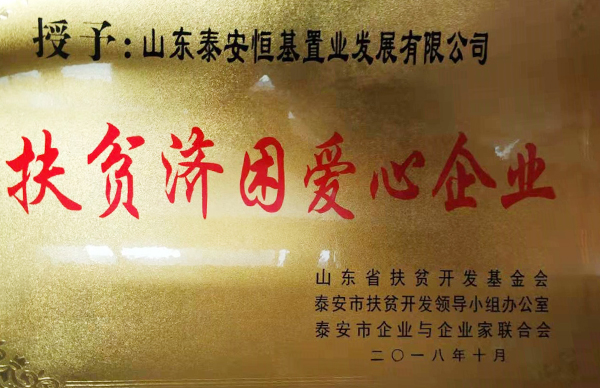 授予:山东泰安恒基置业发展有限公司
扶贫济困爱心企业
山东省扶贫开发基金会
泰安市扶贫开发领导小组办公室
泰安市企业与企业家联合会
二〇一八年十月